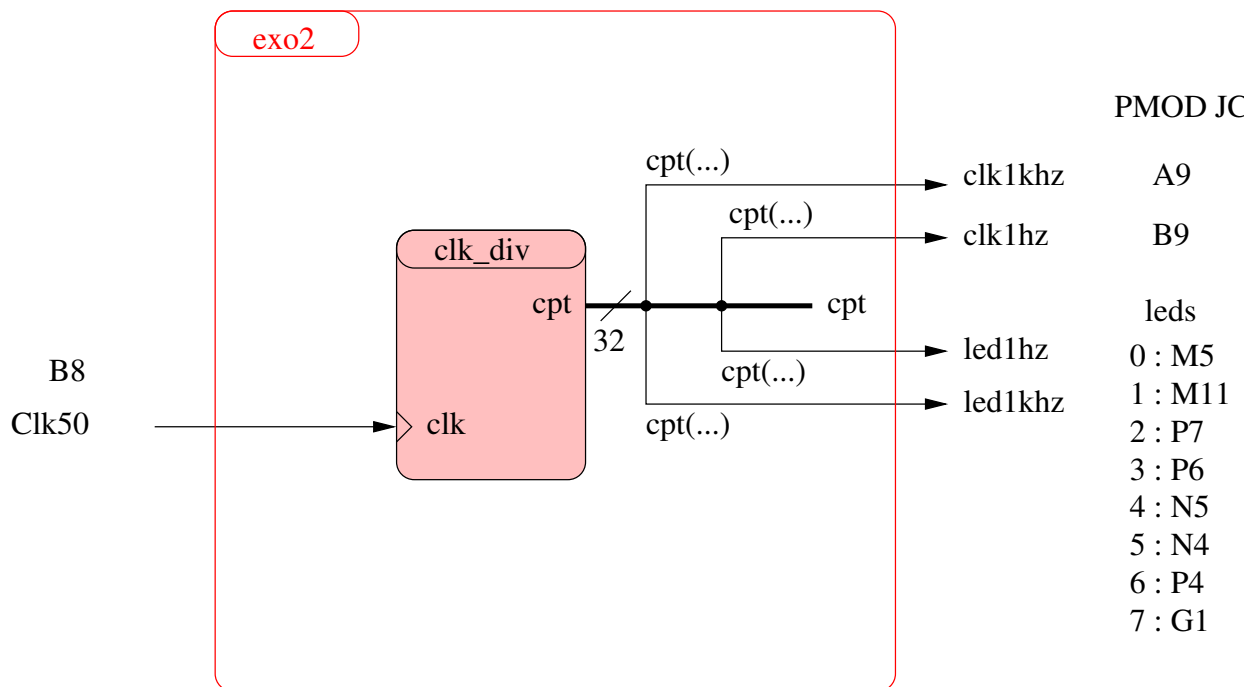 exo2
PMOD JC
cpt(...)
clk1khz A9
cpt(...)
clk1hz B9
clk_div
cpt
32
cpt
leds
led1hz
cpt(...)
led1khz
cpt(...)
0 : M5
1 : M11
2 : P7
3 : P6
4 : N5
5 : N4
6 : P4
7 : G1
B8
Clk50
clk